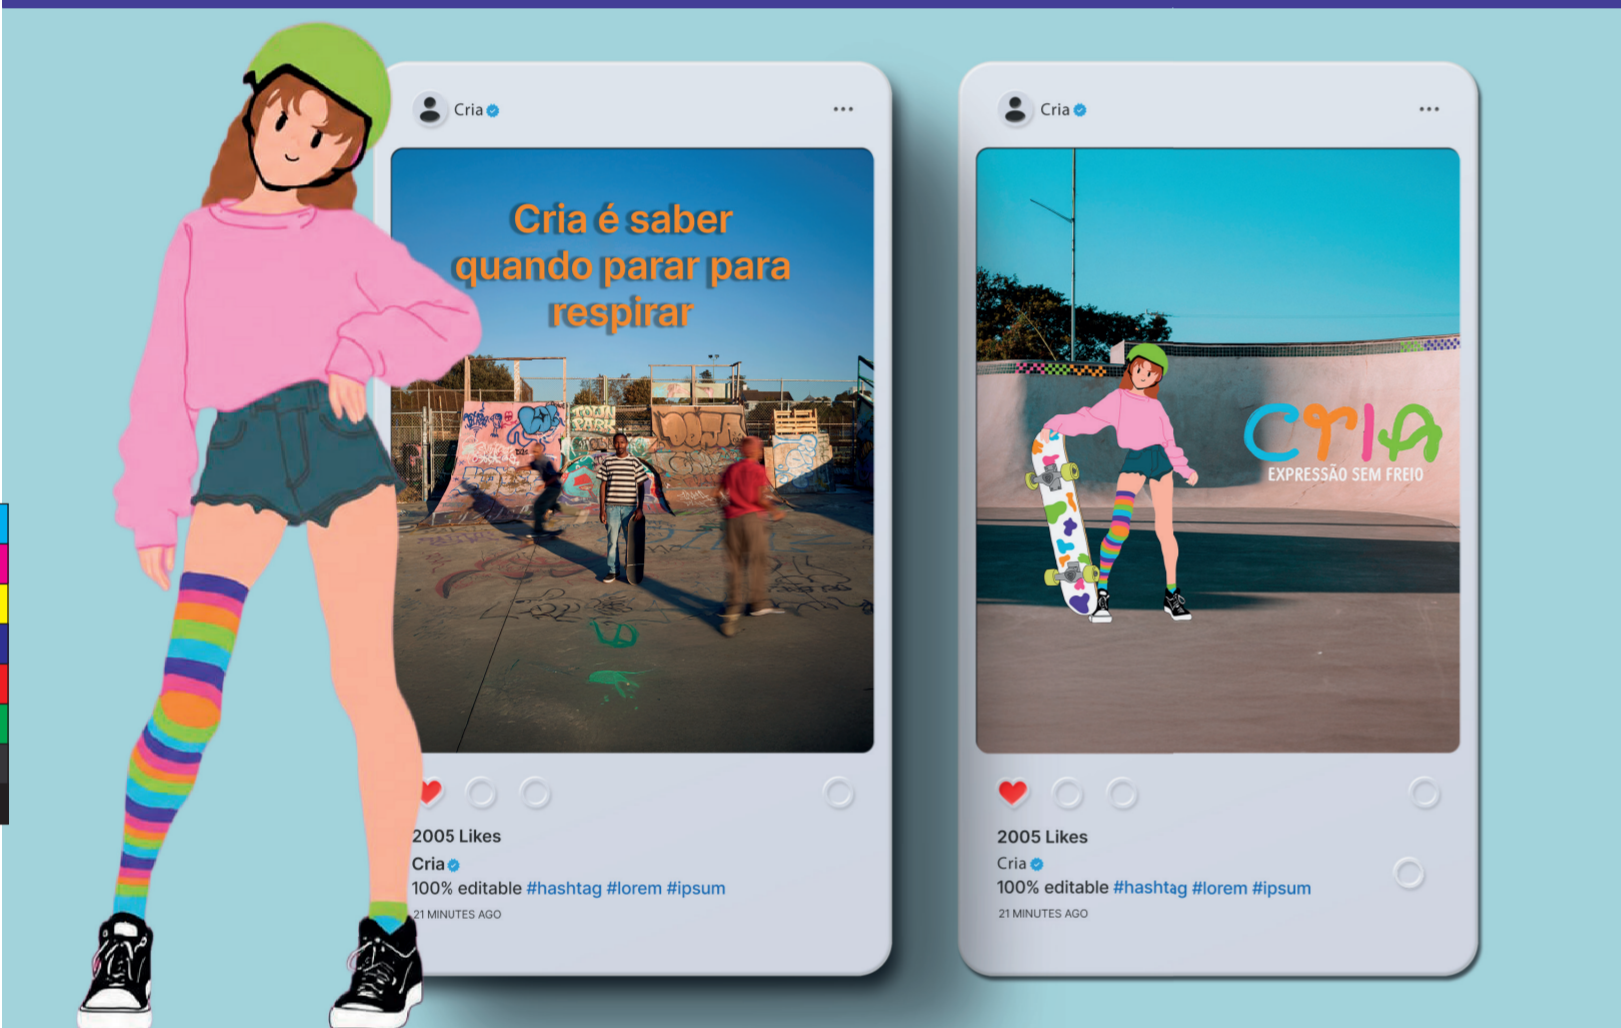 Cria
Cria é saber
quando parar para
respirar
2005 Likes
Cria
100% editable #hashtag #lorem #ipsum
21 MINUTES AGO
Cria
CrIA
EXPRESSÃO SEM FREIO
2005 Likes
Cria
100% editable #hashtag #lorem #ipsum
21 MINUTES AGO